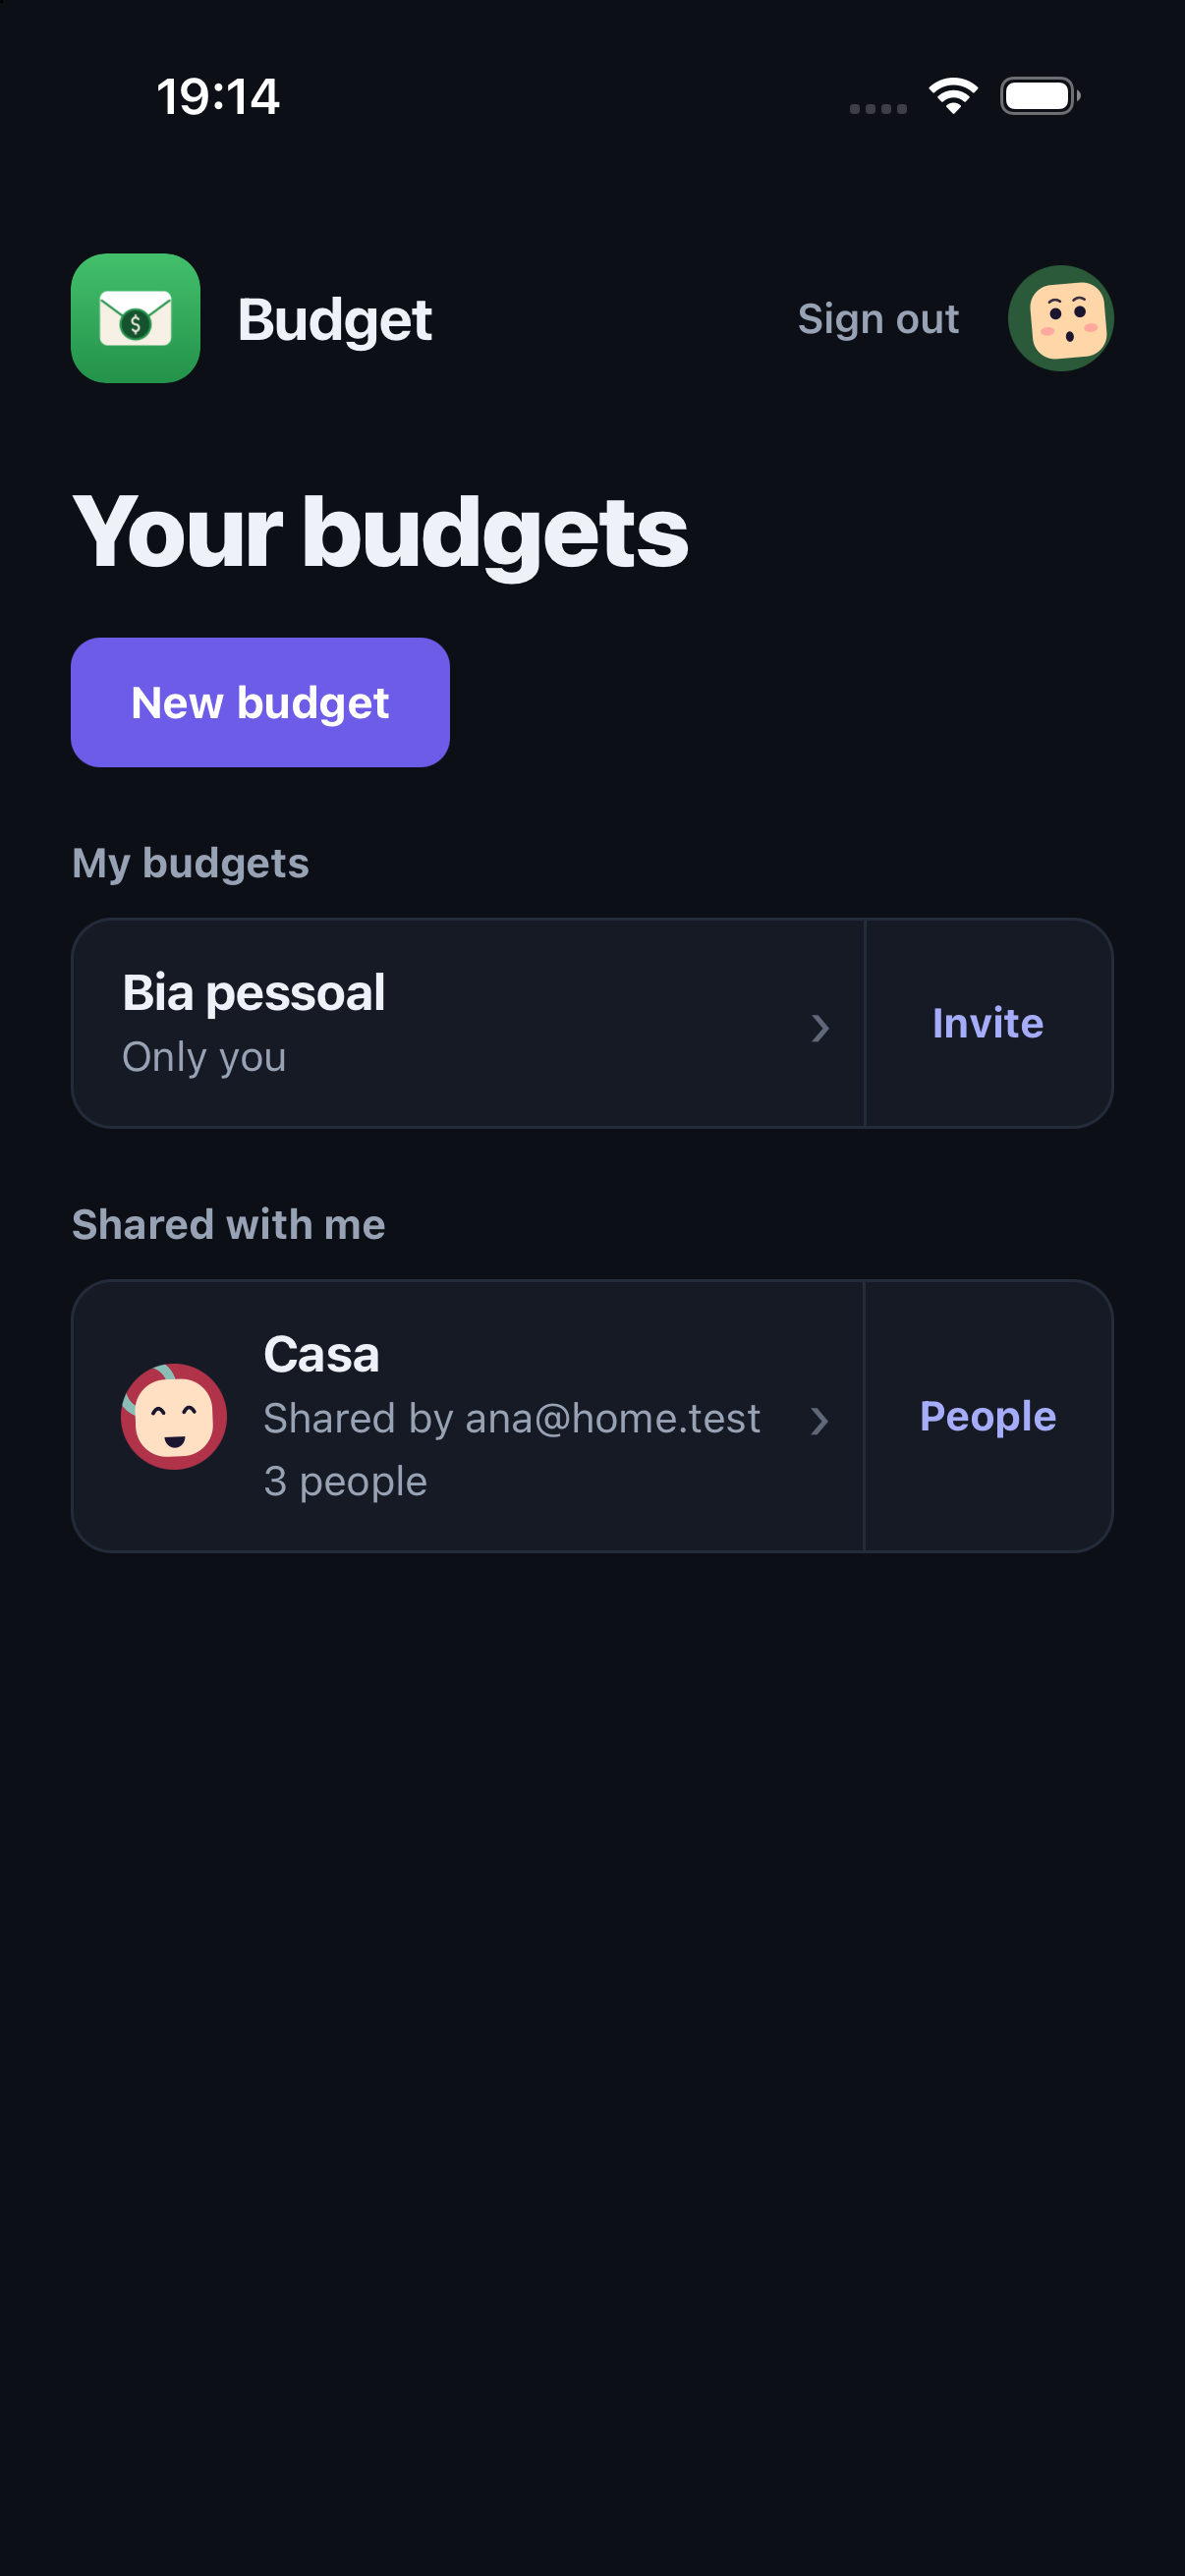 19:14
Budget
Sign out
Your budgets
New budget
My budgets
Bia pessoal
Only you
Invite
Shared with me
Casa
Shared by ana@home.test
3 people
People